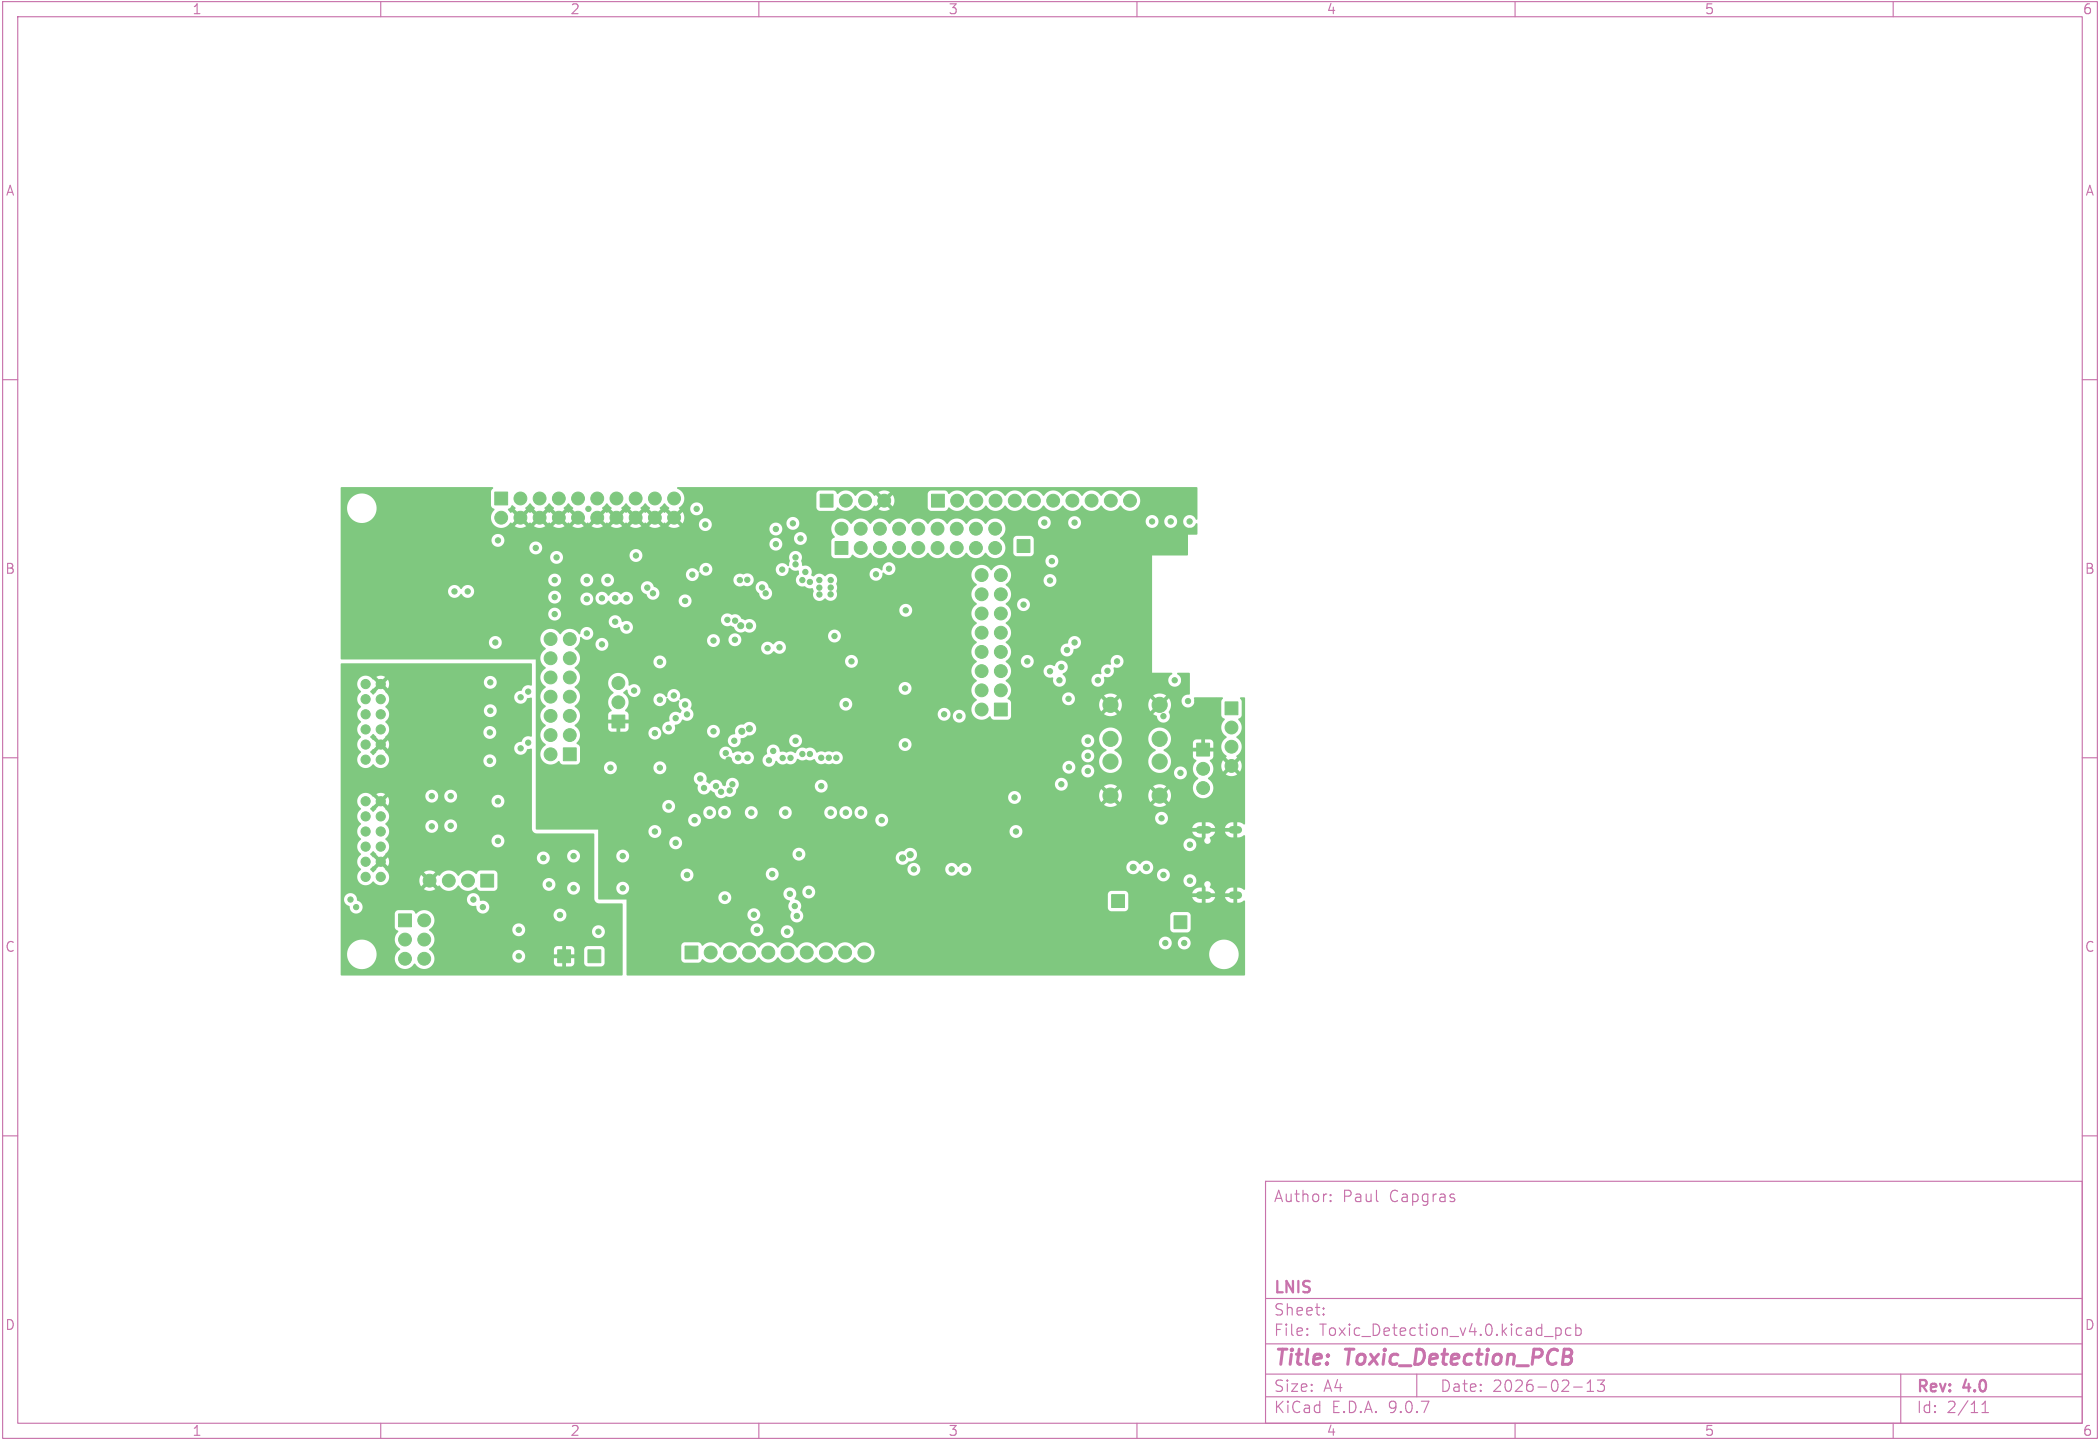 1 2 3 4 5 6
A A
B B
C C
Author: Paul Capgras
LNIS
Sheet:
File: Toxic_Detection_v4.0.kicad_pcb
D D
Title: Toxic_Detection_PCB
Size: A4 Date: 2026-02-13 Rev: 4.0
KiCad E.D.A. 9.0.7 Id: 2/11
1 2 3 4 5 6